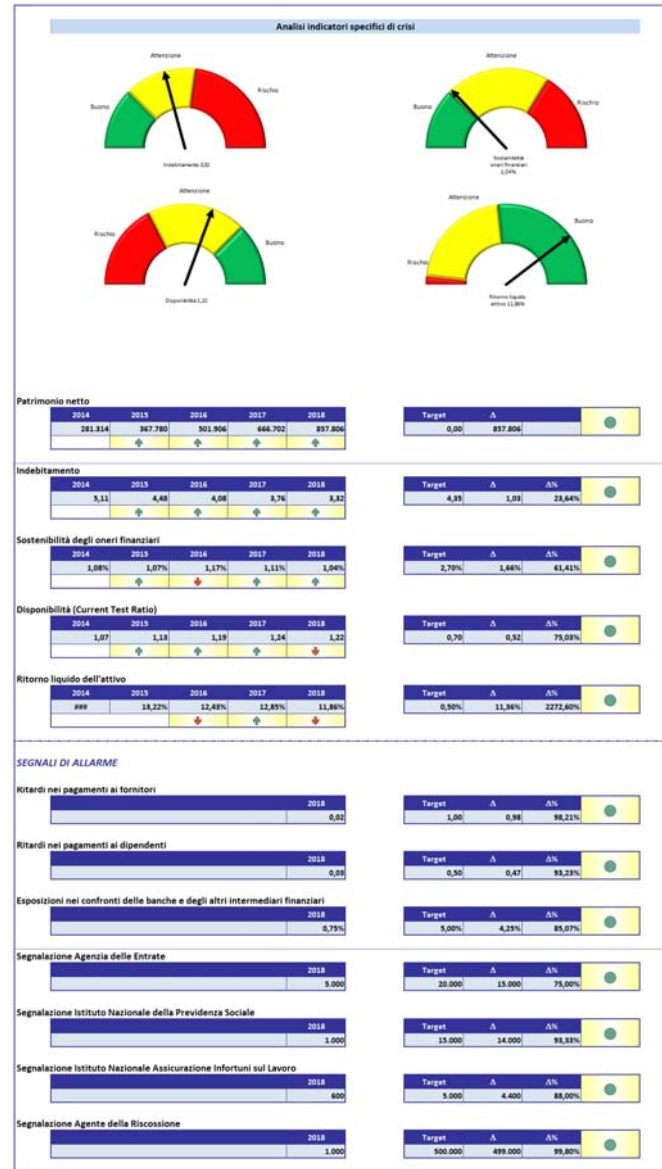 Analisi indicatori specifici di crisi
Attenzione
Buono
Rischio
Indebitamento 3,32
Attenzione
Buono
Rischio
Sostenibilità
oneri finanziari
1,04%
Attenzione
Rischio
Buono
Disponibilità 1,22
Attenzione
Buono
Rischio
Ritorno liquido
attivo 11,86%
Patrimonio netto
2014 2015 2016 2017 2018 Target Δ
281.314 367.780 501.906 666.702 857.806 0,00 857.806
Indebitamento
2014 2015 2016 2017 2018 Target Δ Δ%
5,11 4,48 4,08 3,76 3,32 4,35 1,03 23,64%
Sostenibilità degli oneri finanziari
2014 2015 2016 2017 2018 Target Δ Δ%
1,08% 1,07% 1,17% 1,11% 1,04% 2,70% 1,66% 61,41%
Disponibilità (Current Test Ratio)
2014 2015 2016 2017 2018 Target Δ Δ%
1,07 1,13 1,19 1,24 1,22 0,70 0,52 75,03%
Ritorno liquido dell'attivo
2014 2015 2016 2017 2018 Target Δ Δ%
### 13,22% 12,43% 12,85% 11,86% 0,50% 11,36% 2272,60%
SEGNALI DI ALLARME
Ritardi nei pagamenti ai fornitori
2018 Target Δ Δ%
0,02 1,00 0,98 98,21%
Ritardi nei pagamenti ai dipendenti
2018 Target Δ Δ%
0,03 0,50 0,47 93,23%
Esposizioni nei confronti delle banche e degli altri intermediari finanziari
2018 Target Δ Δ%
0,75% 5,00% 4,25% 85,07%
Segnalazione Agenzia delle Entrate
2018 Target Δ Δ%
5.000 20.000 15.000 75,00%
Segnalazione Istituto Nazionale della Previdenza Sociale
2018 Target Δ Δ%
1.000 15.000 14.000 93,33%
Segnalazione Istituto Nazionale Assicurazione Infortuni sul Lavoro
2018 Target Δ Δ%
600 5.000 4.400 88,00%
Segnalazione Agente della Riscossione
2018 Target Δ Δ%
1.000 500.000 499.000 99,80%